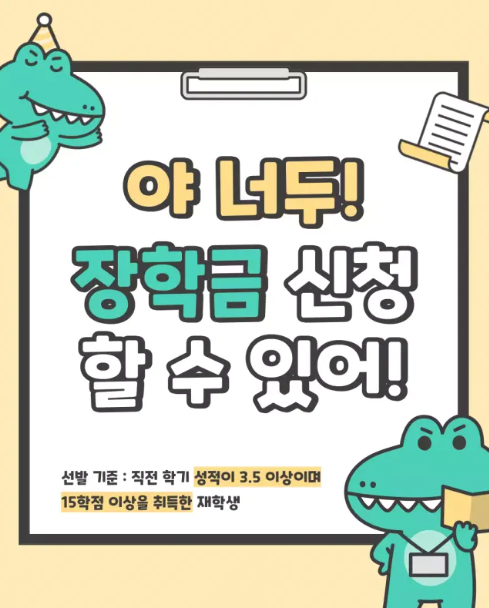 야 너두!
장학금 신청
할 수 있어!
선발 기준 : 직전 학기 성적이 3.5 이상이며
15학점 이상을 취득한 재학생